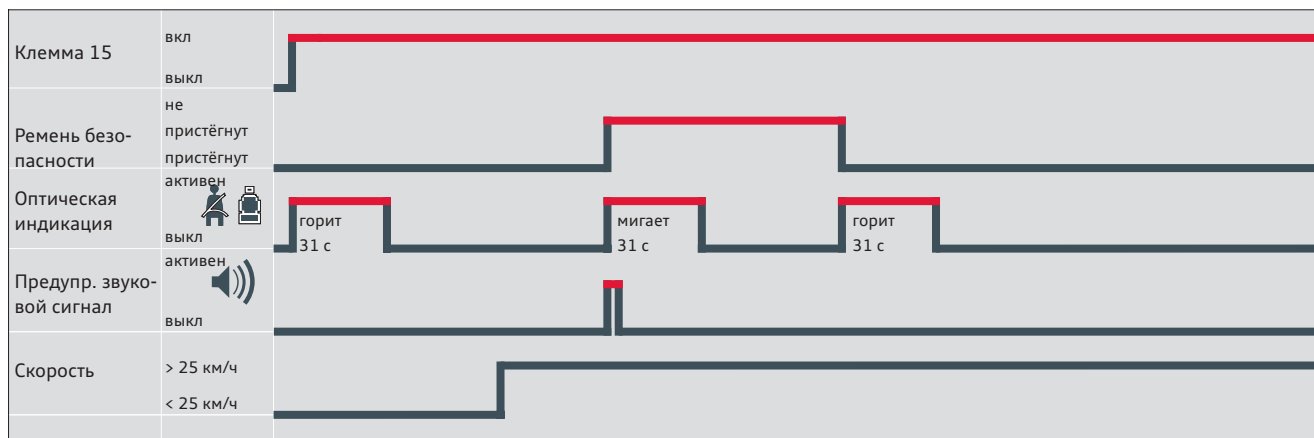 Клемма 15
вкл
выкл
Ремень безо-
пасности
не
пристёгнут
пристёгнут
Оптическая
индикация
активен
выкл
горит
31 с
мигает
31 с
горит
31 с
Предупр. звуко-
вой сигнал
активен
выкл
Скорость
> 25 км/ч
< 25 км/ч